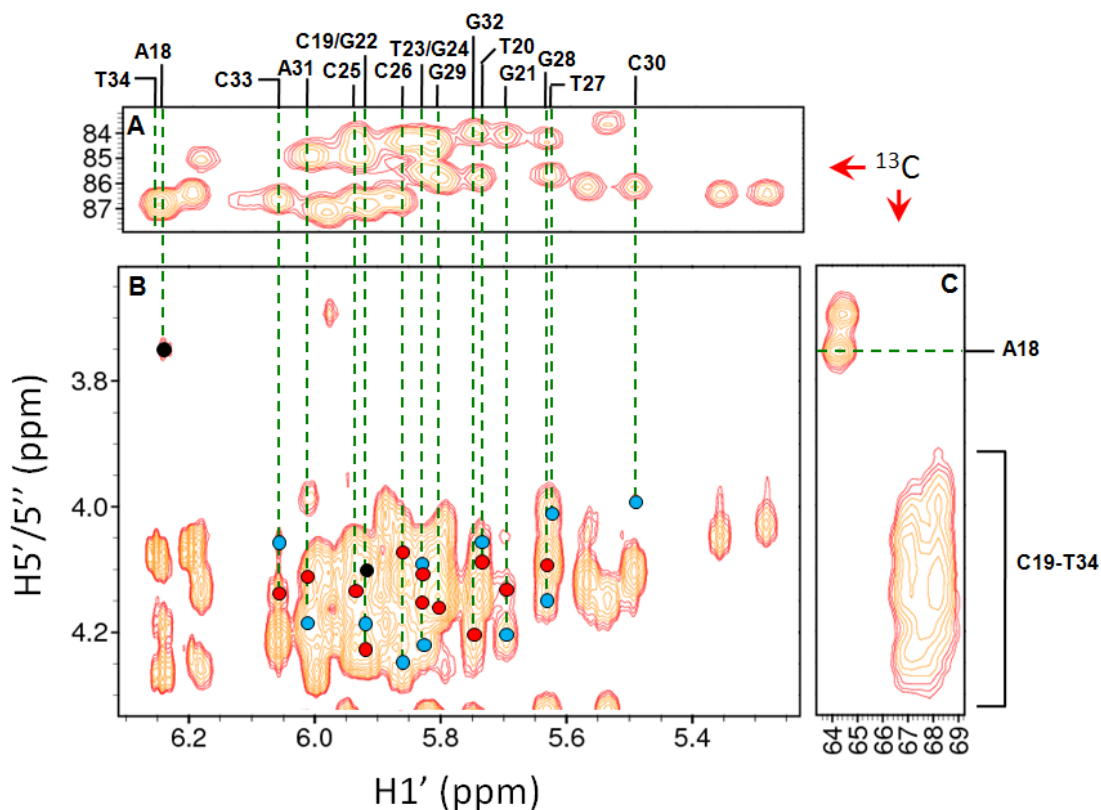 G32
A18 C19/G22 T23/G24 T20 G28
T34 C33 A31 C25 C26 G29 G21 T27 C30
A
84
85
86
87
¹³C
B
C
3.8
4.0
4.2
A18
C19-T34
H5’/5’’ (ppm)
6.2 6.0 5.8 5.6 5.4
64 65 66 67 68 69
H1’ (ppm)